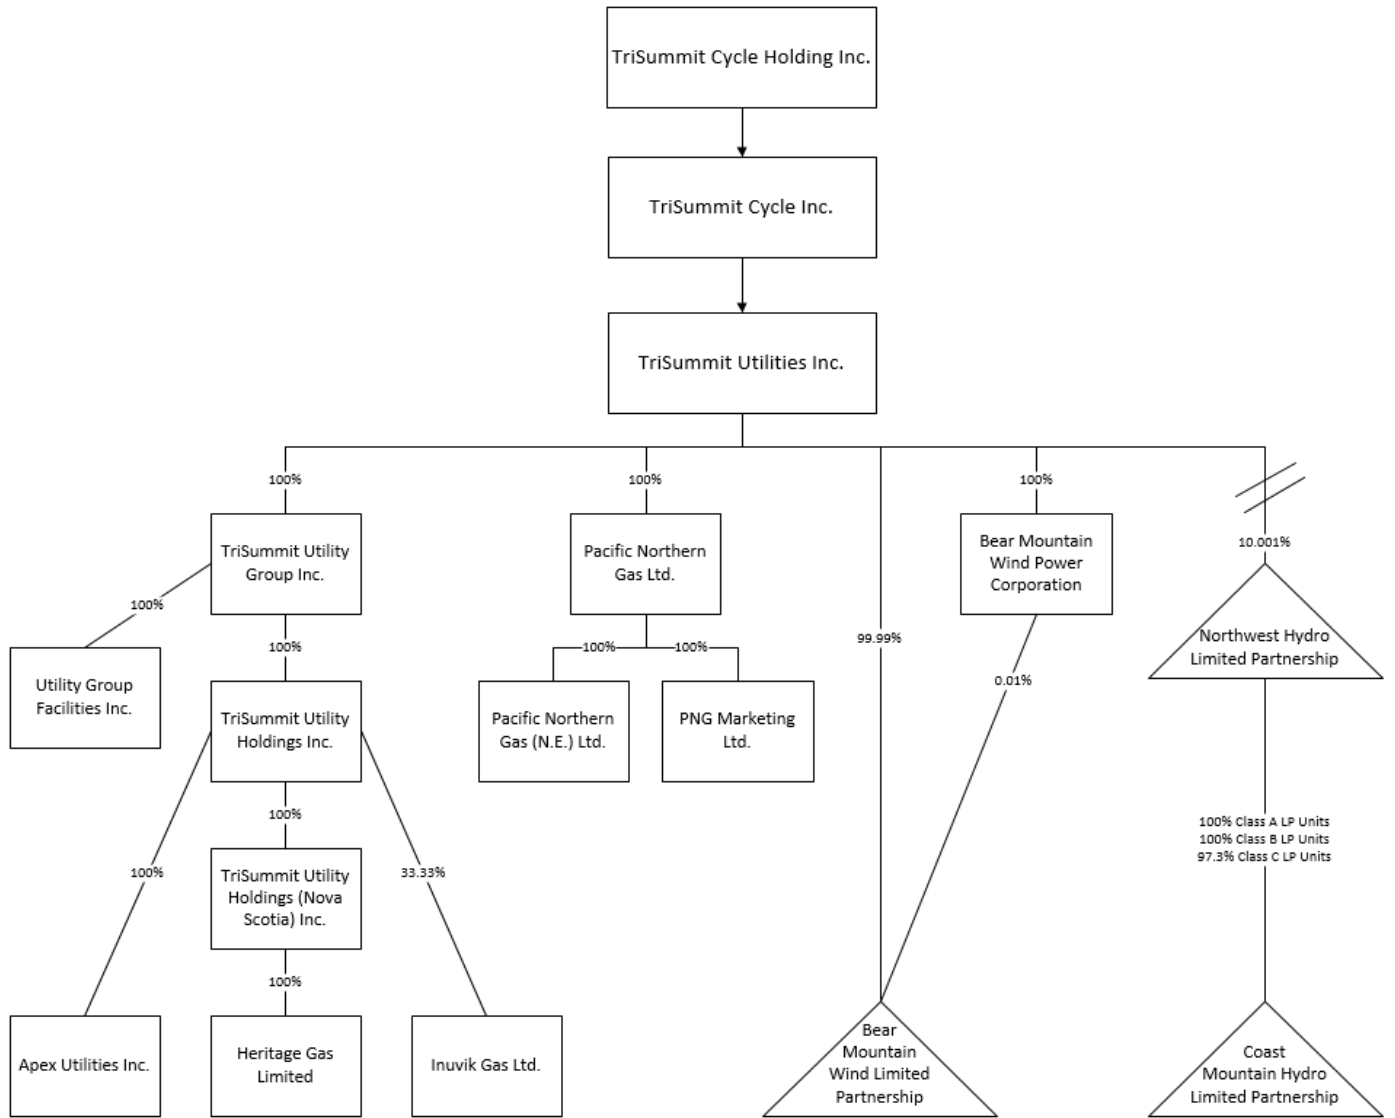 TriSummit Cycle Holding Inc.
TriSummit Cycle Inc.
TriSummit Utilities Inc.
100%
100%
100%
10.001%
TriSummit Utility
Group Inc.
Pacific Northern
Gas Ltd.
Bear Mountain
Wind Power
Corporation
Northwest Hydro
Limited Partnership
100%
100%
100%
100%
99.99%
0.01%
Utility Group
Facilities Inc.
TriSummit Utility
Holdings Inc.
Pacific Northern
Gas (N.E.) Ltd.
PNG Marketing
Ltd.
100%
100% Class A LP Units
100% Class B LP Units
97.3% Class C LP Units
100%
TriSummit Utility
Holdings (Nova
Scotia) Inc.
33.33%
100%
Apex Utilities Inc.
Heritage Gas
Limited
Inuvik Gas Ltd.
Bear
Mountain
Wind Limited
Partnership
Coast
Mountain Hydro
Limited Partnership